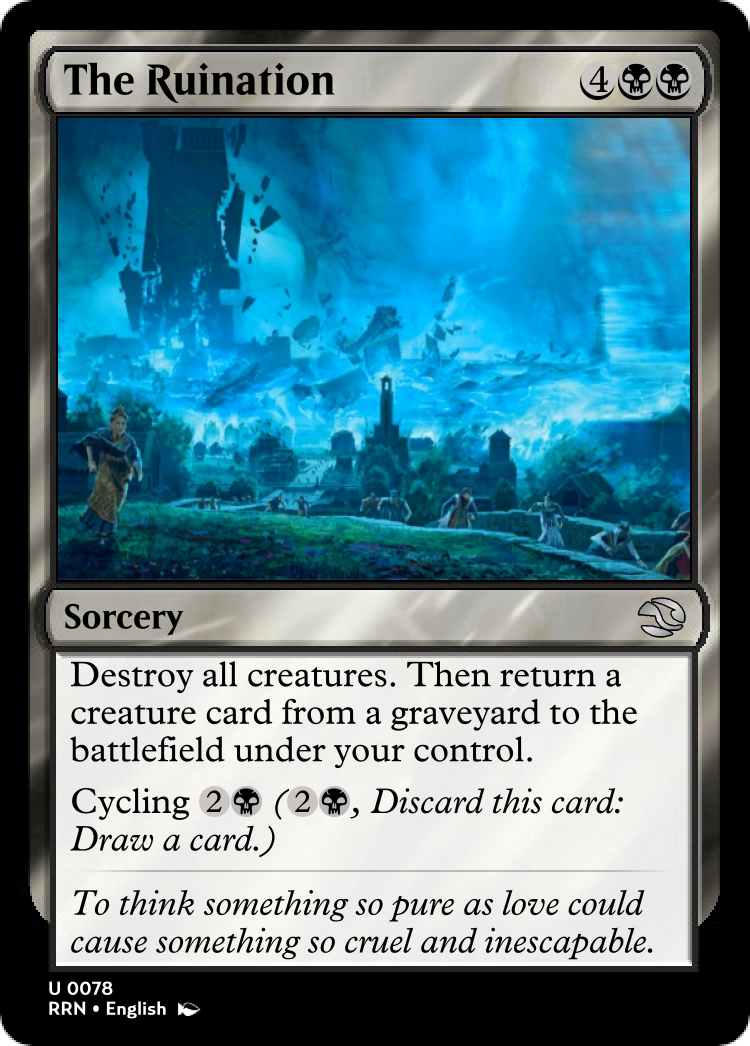 The Ruination 4
Sorcery
Destroy all creatures. Then return a
creature card from a graveyard to the
battlefield under your control.
Cycling 2 (2, Discard this card:
Draw a card.)
To think something so pure as love could
cause something so cruel and inescapable.
U 0078
RRN • English